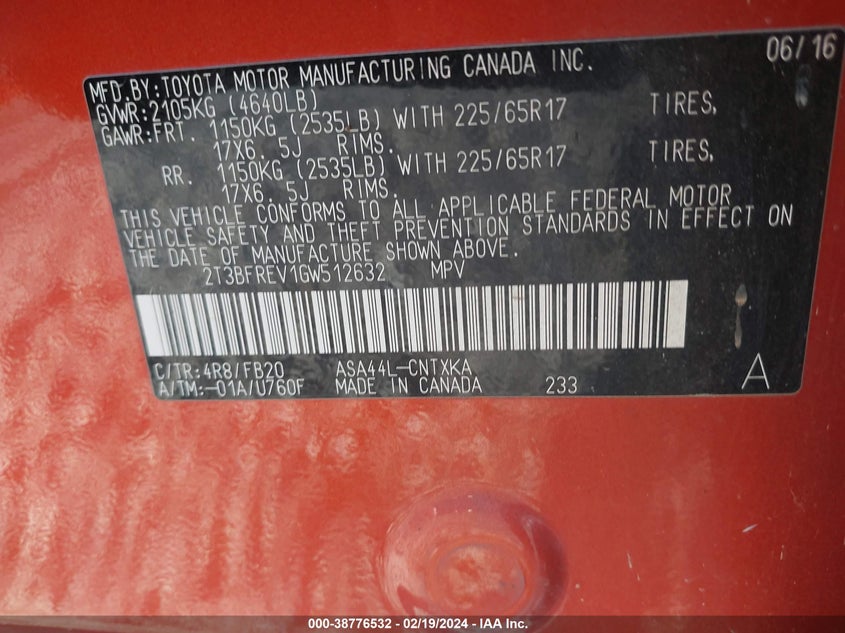 06/16
MFD. BY:TOYOTA MOTOR MANUFACTURING CANADA INC.
GVWR:2105KG (4640LB)
GAWR:FRT. 1150KG (2535LB) WITH 225/65R17 TIRES,
17X6. 5J RIMS.
RR. 1150KG (2535LB) WITH 225/65R17 TIRES,
17X6. 5J RIMS.
THIS VEHICLE CONFORMS TO ALL APPLICABLE FEDERAL MOTOR
VEHICLE SAFETY AND THEFT PREVENTION STANDARDS IN EFFECT ON
THE DATE OF MANUFACTURE SHOWN ABOVE.
2T3BFREV1GW512632 MPV
C/TR:4R8/FB20 ASA44L-CNTXKA
A/TM:-01A/U760F MADE IN CANADA 233 A
000-38776532 - 02/19/2024 - IAA Inc.